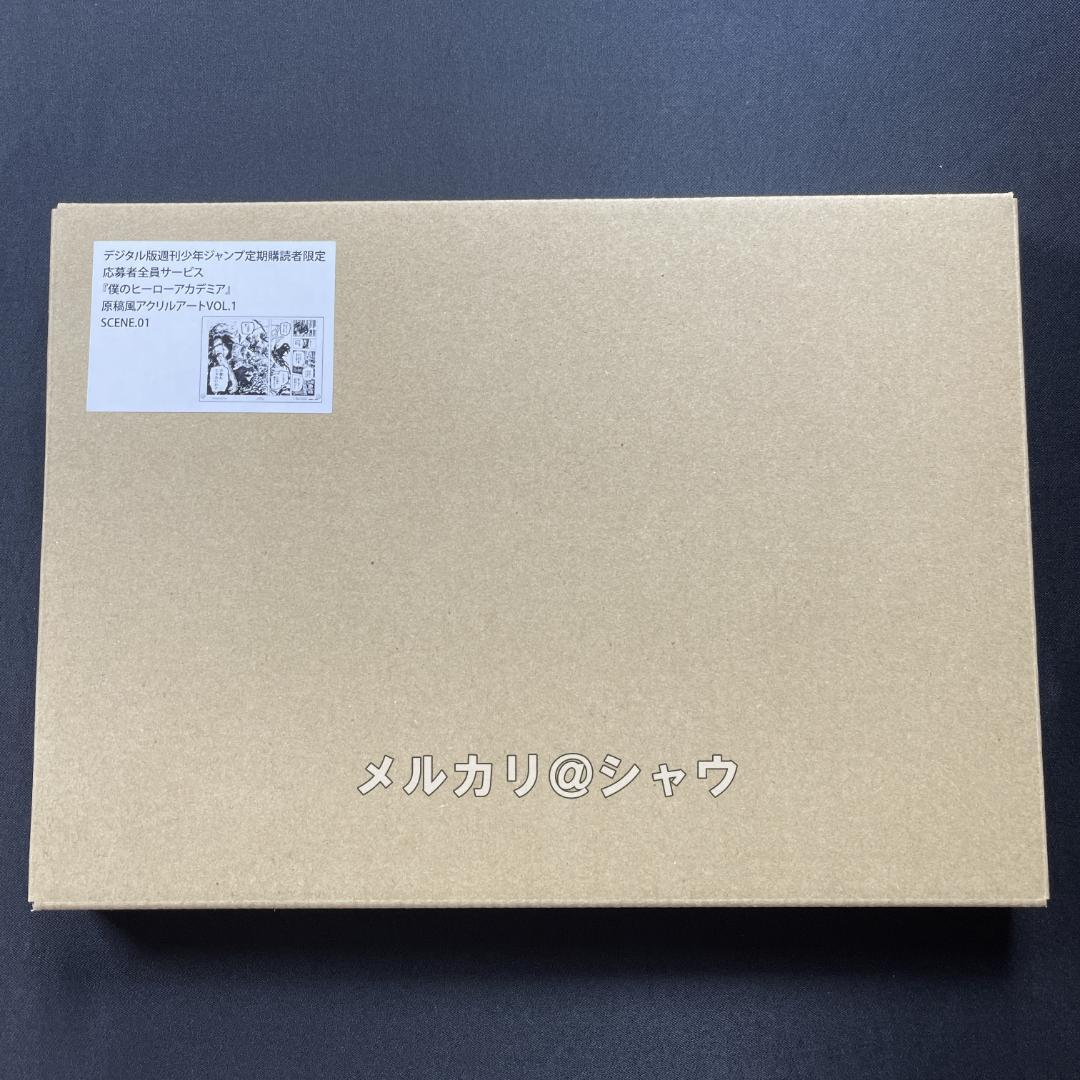 デジタル版週刊少年ジャンプ定期購読者限定
応募者全員サービス
『僕のヒーローアカデミア』
原稿風アクリルアートVOL.1
SCENE.01
メルカリ@シャウ